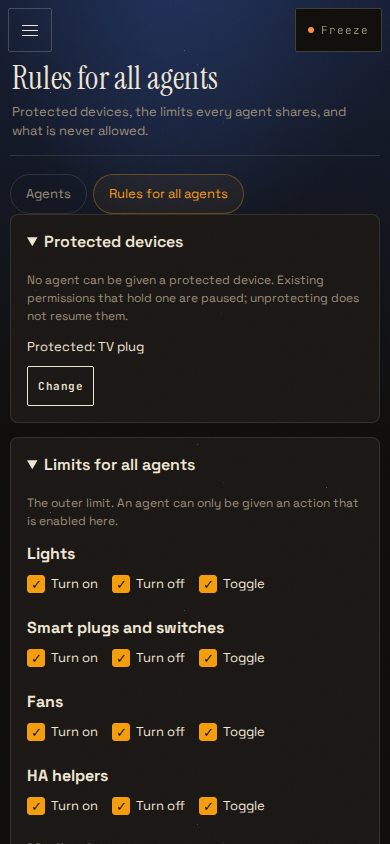 Freeze
Rules for all agents
Protected devices, the limits every agent shares, and
what is never allowed.
Agents
Rules for all agents
Protected devices
No agent can be given a protected device. Existing
permissions that hold one are paused; unprotecting does
not resume them.
Protected: TV plug
Change
Limits for all agents
The outer limit. An agent can only be given an action that
is enabled here.
Lights
Turn on Turn off Toggle
Smart plugs and switches
Turn on Turn off Toggle
Fans
Turn on Turn off Toggle
HA helpers
Turn on Turn off Toggle